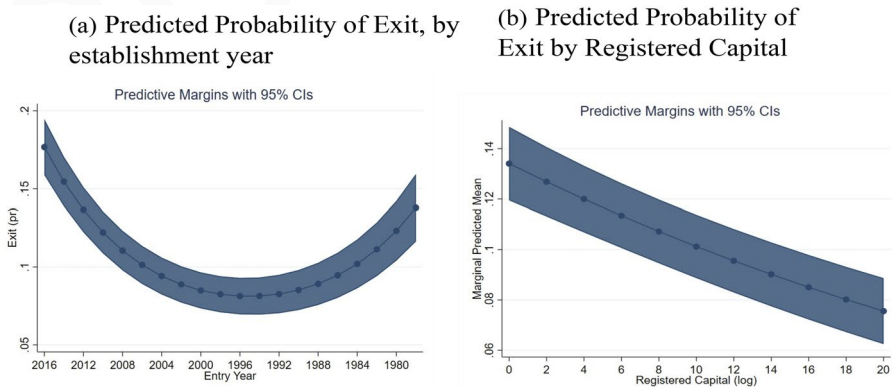 (a) Predicted Probability of Exit, by
establishment year
Predictive Margins with 95% CIs
Exit (pr)
.2
.15
.1
.05
2016 2012 2008 2004 2000 1996 1992 1988 1984 1980
Entry Year
(b) Predicted Probability of
Exit by Registered Capital
Predictive Margins with 95% CIs
Marginal Predicted Mean
.14
.12
.1
.08
.06
0 2 4 6 8 10 12 14 16 18 20
Registered Capital (log)